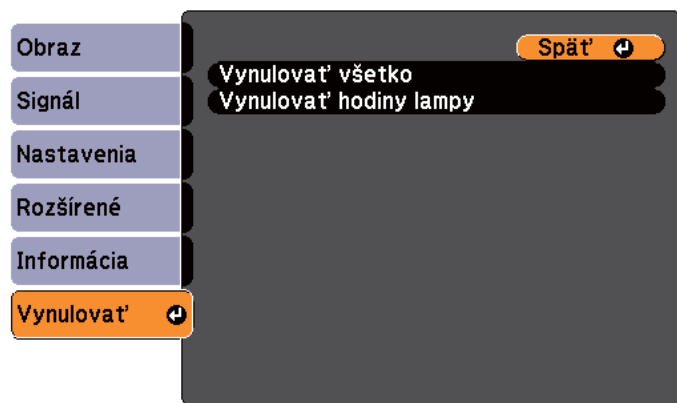 Obraz
Signál
Nastavenia
Rozšírené
Informácia
Vynulovať
Späť
Vynulovať všetko
Vynulovať hodiny lampy